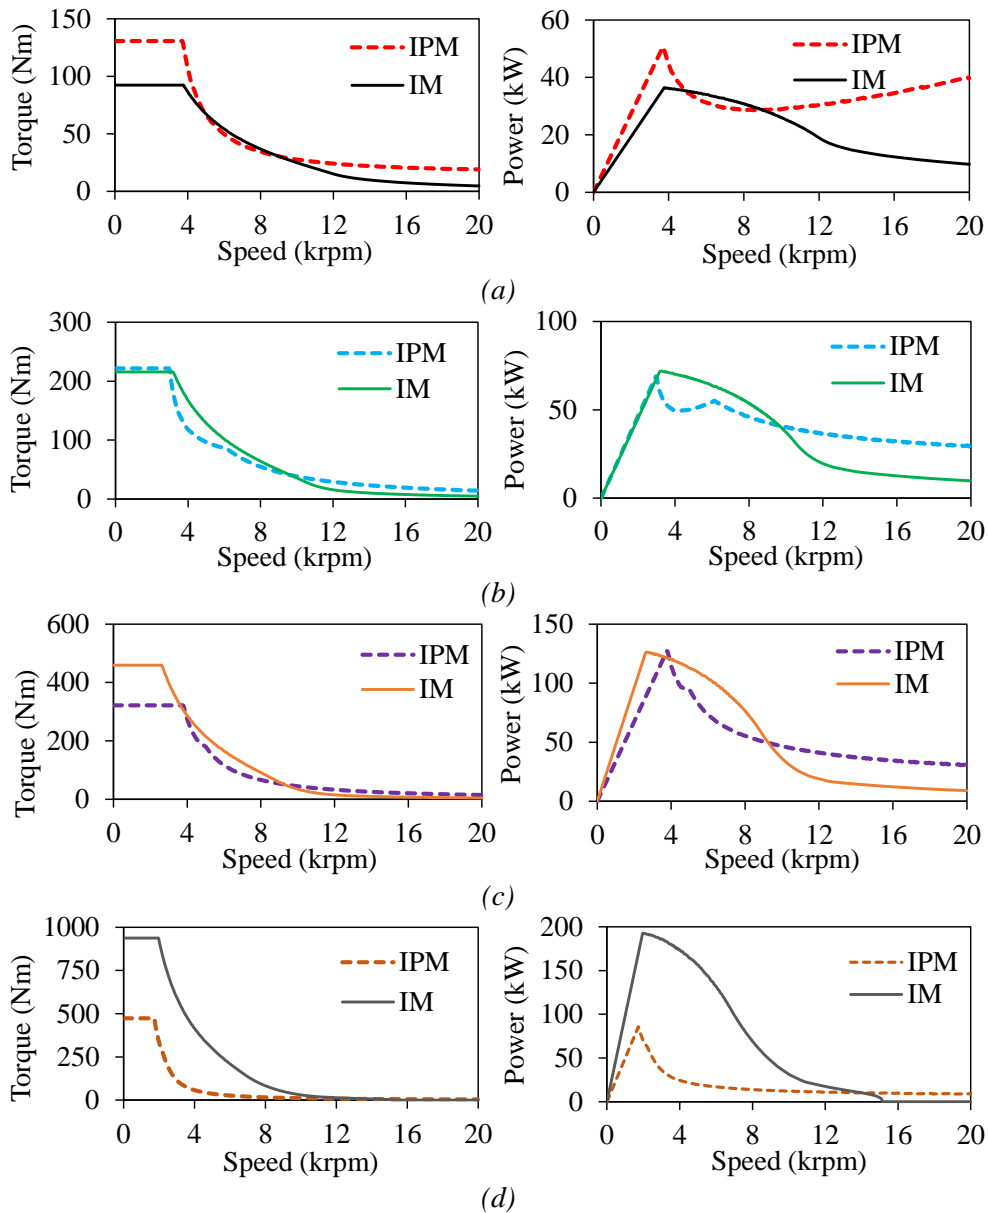 Torque (Nm)
150
100
50
0
0 4 8 12 16 20
Speed (krpm)
IPM
IM
Power (kW)
60
40
20
0
0 4 8 12 16 20
Speed (krpm)
IPM
IM
(a)
Torque (Nm)
300
200
100
0
0 4 8 12 16 20
Speed (krpm)
IPM
IM
Power (kW)
100
50
0
0 4 8 12 16 20
Speed (krpm)
IPM
IM
(b)
Torque (Nm)
600
400
200
0
0 4 8 12 16 20
Speed (krpm)
IPM
IM
Power (kW)
150
100
50
0
0 4 8 12 16 20
Speed (krpm)
IPM
IM
(c)
Torque (Nm)
1000
750
500
250
0
0 4 8 12 16 20
Speed (krpm)
IPM
IM
Power (kW)
200
150
100
50
0
0 4 8 12 16 20
Speed (krpm)
IPM
IM
(d)